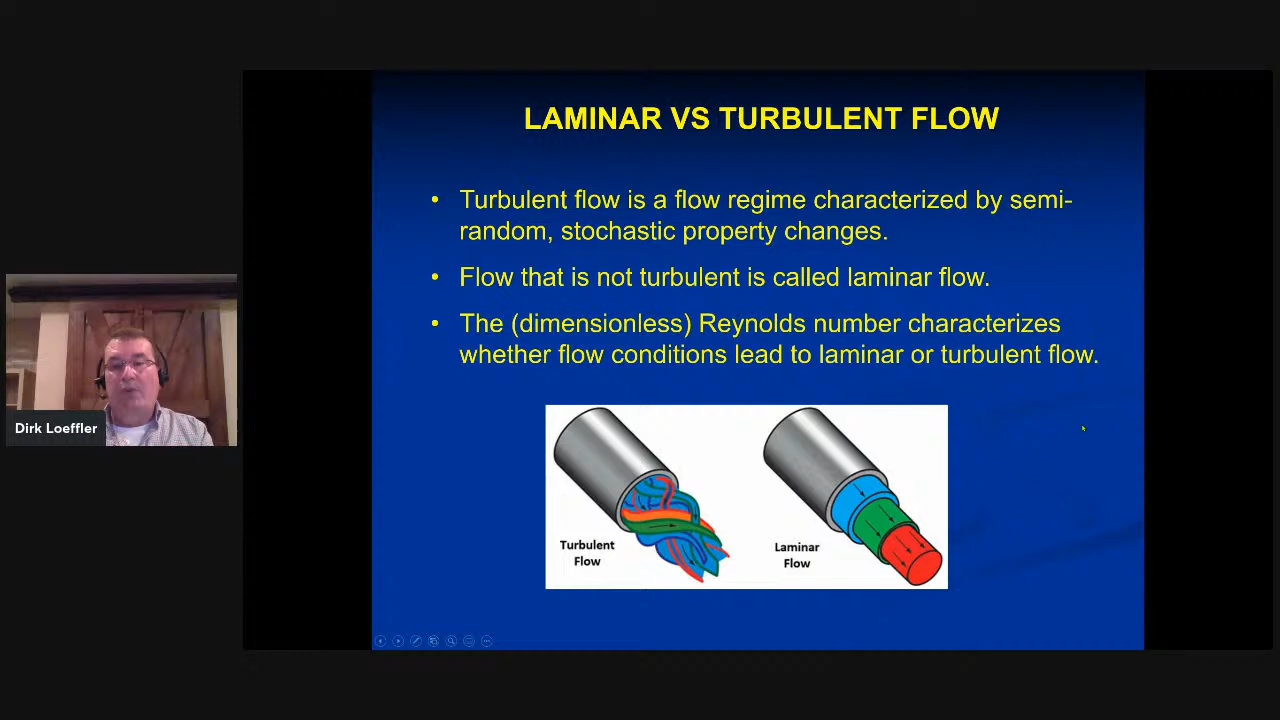 LAMINAR VS TURBULENT FLOW
• Turbulent flow is a flow regime characterized by semi-
random, stochastic property changes.
• Flow that is not turbulent is called laminar flow.
• The (dimensionless) Reynolds number characterizes
whether flow conditions lead to laminar or turbulent flow.
Turbulent
Flow
Laminar
Flow
Dirk Loeffler